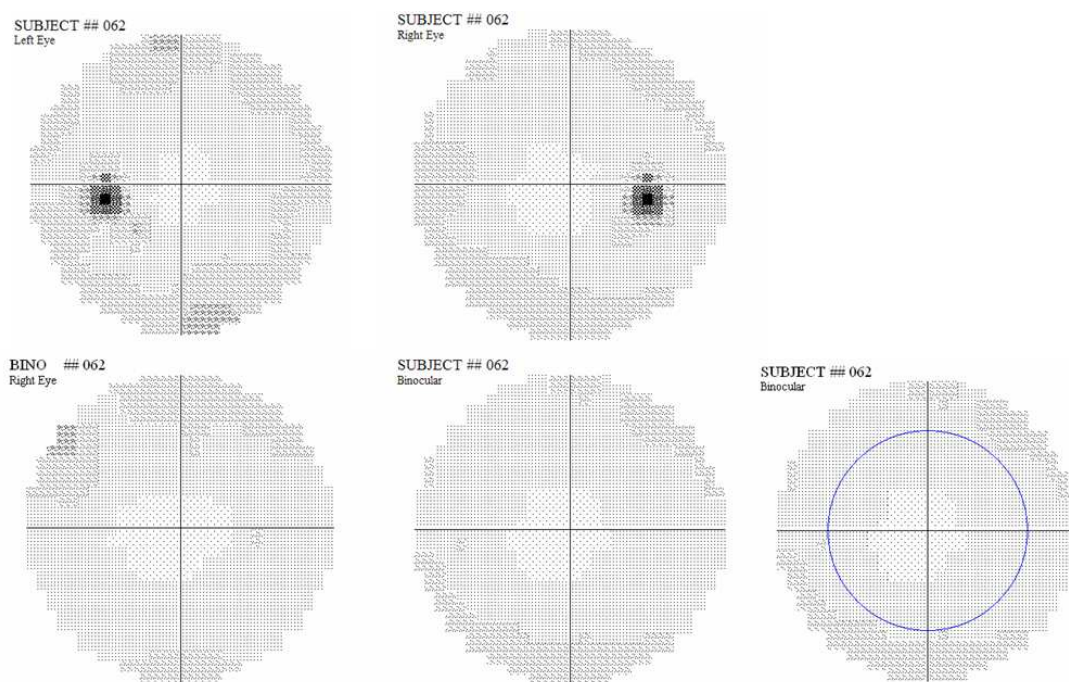 SUBJECT ## 062
Left Eye
SUBJECT ## 062
Right Eye
BINO ## 062
Right Eye
SUBJECT ## 062
Binocular
SUBJECT ## 062
Binocular